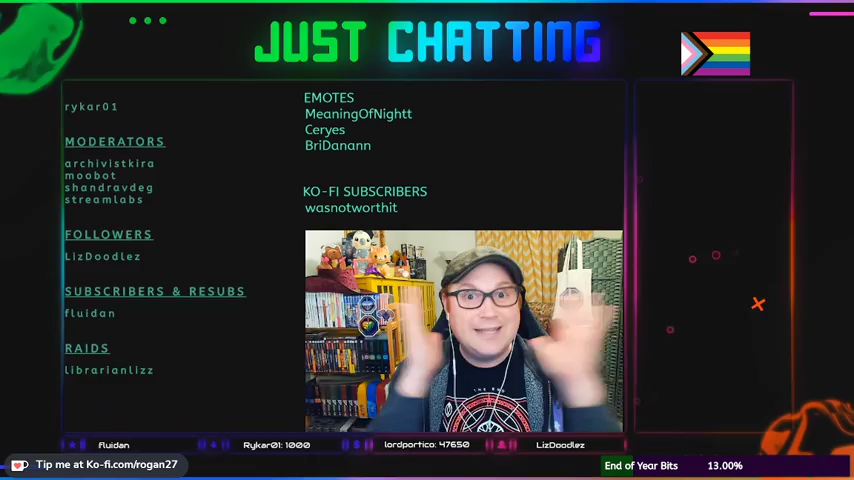 JUST CHATTING
rykar01
MODERATORS
archivistkira
moobot
shandravdeg
streamlabs
FOLLOWERS
LizDoodlez
SUBSCRIBERS & RESUBS
fluidan
RAIDS
librarianlizz
EMOTES
MeaningOfNightt
Ceryes
BriDanann
KO-FI SUBSCRIBERS
wasnotworthit
THE END
fluidan
Rykar01: 1000
lordportico: 47650
LizDoodlez
Tip me at Ko-fi.com/rogan27
End of Year Bits 13.00%